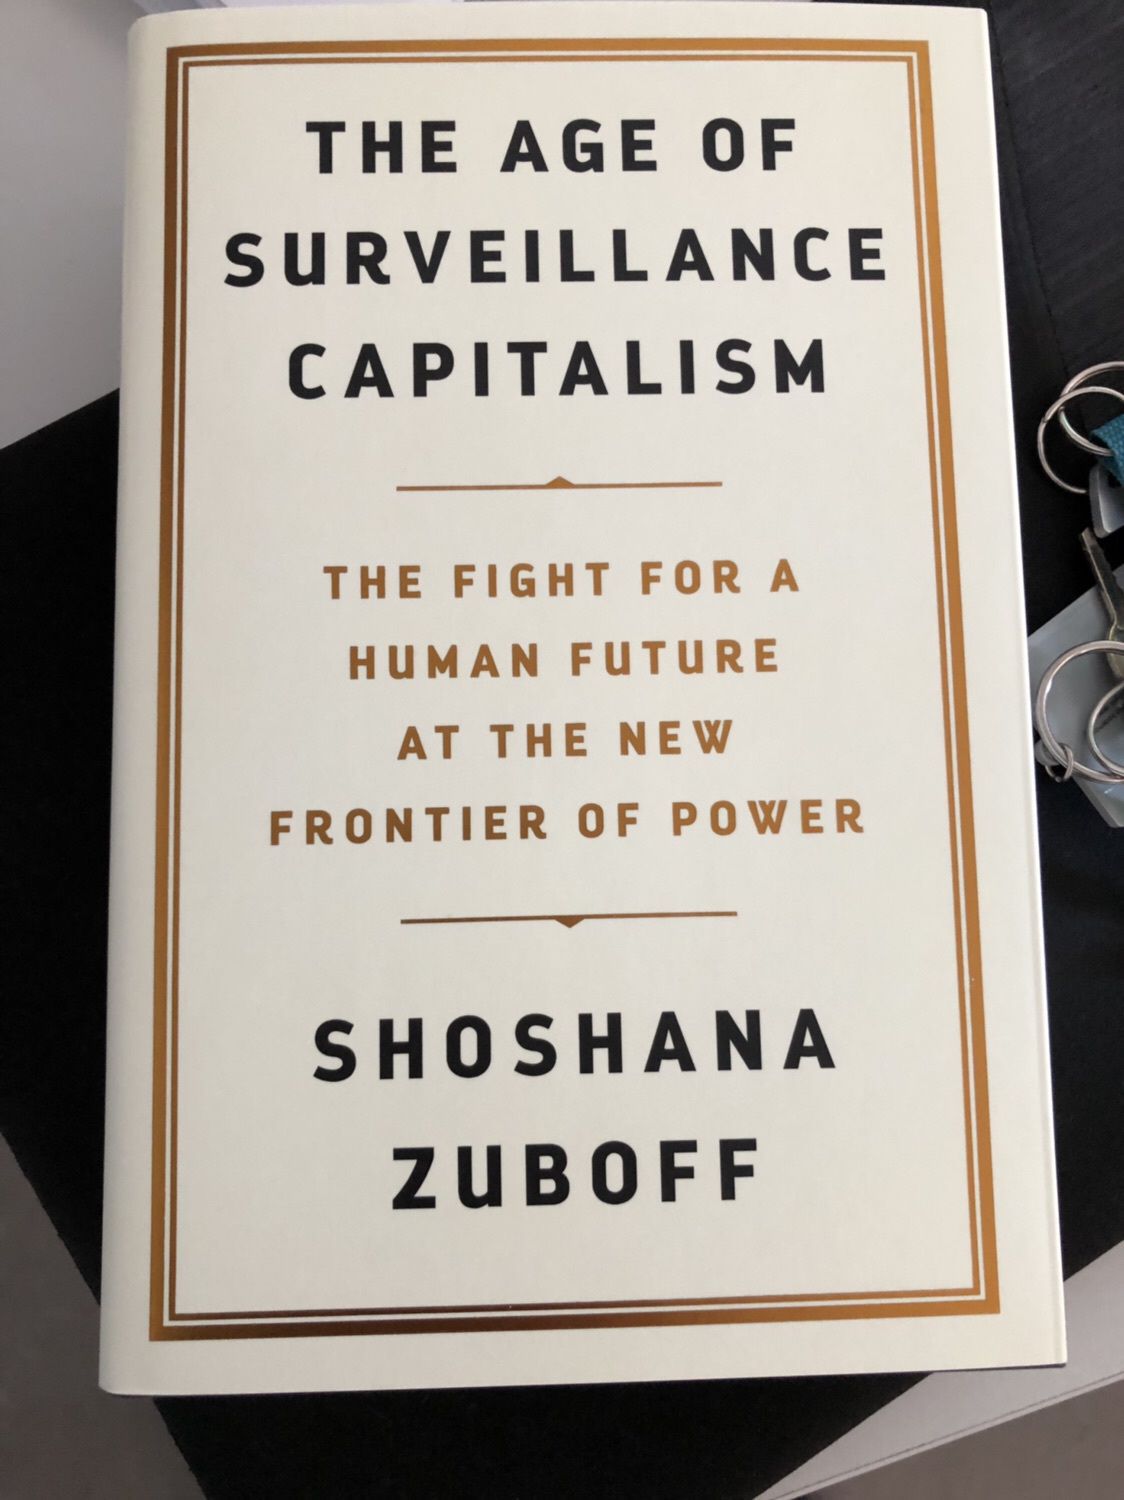 THE AGE OF
SURVEILLANCE
CAPITALISM
THE FIGHT FOR A
HUMAN FUTURE
AT THE NEW
FRONTIER OF POWER
SHOSHANA
ZUBOFF